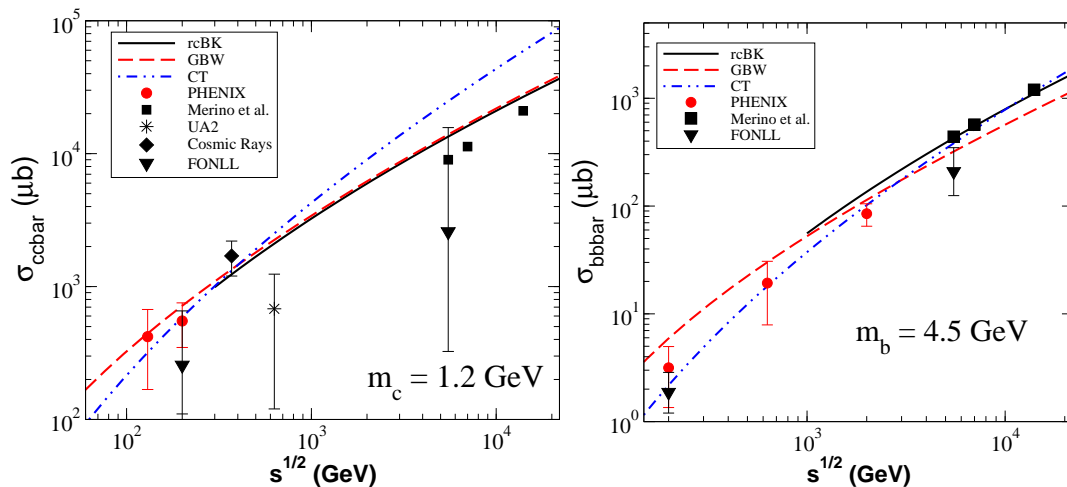 10^5
10^4
10^3
10^2
σ_ccbar (μb)
rcBK
GBW
CT
PHENIX
Merino et al.
UA2
Cosmic Rays
FONLL
m_c = 1.2 GeV
10^2 10^3 10^4
s^1/2 (GeV)
10^3
10^2
10^1
10^0
σ_bbbar (μb)
rcBK
GBW
CT
PHENIX
Merino et al.
FONLL
m_b = 4.5 GeV
10^3 10^4
s^1/2 (GeV)